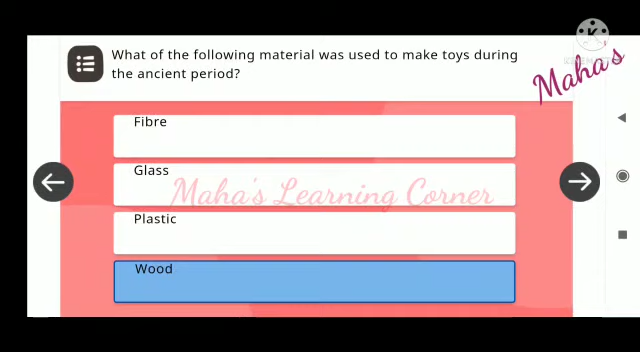 What of the following material was used to make toys during
the ancient period?
Maha's
Fibre
Glass
Maha's Learning Corner
Plastic
Wood